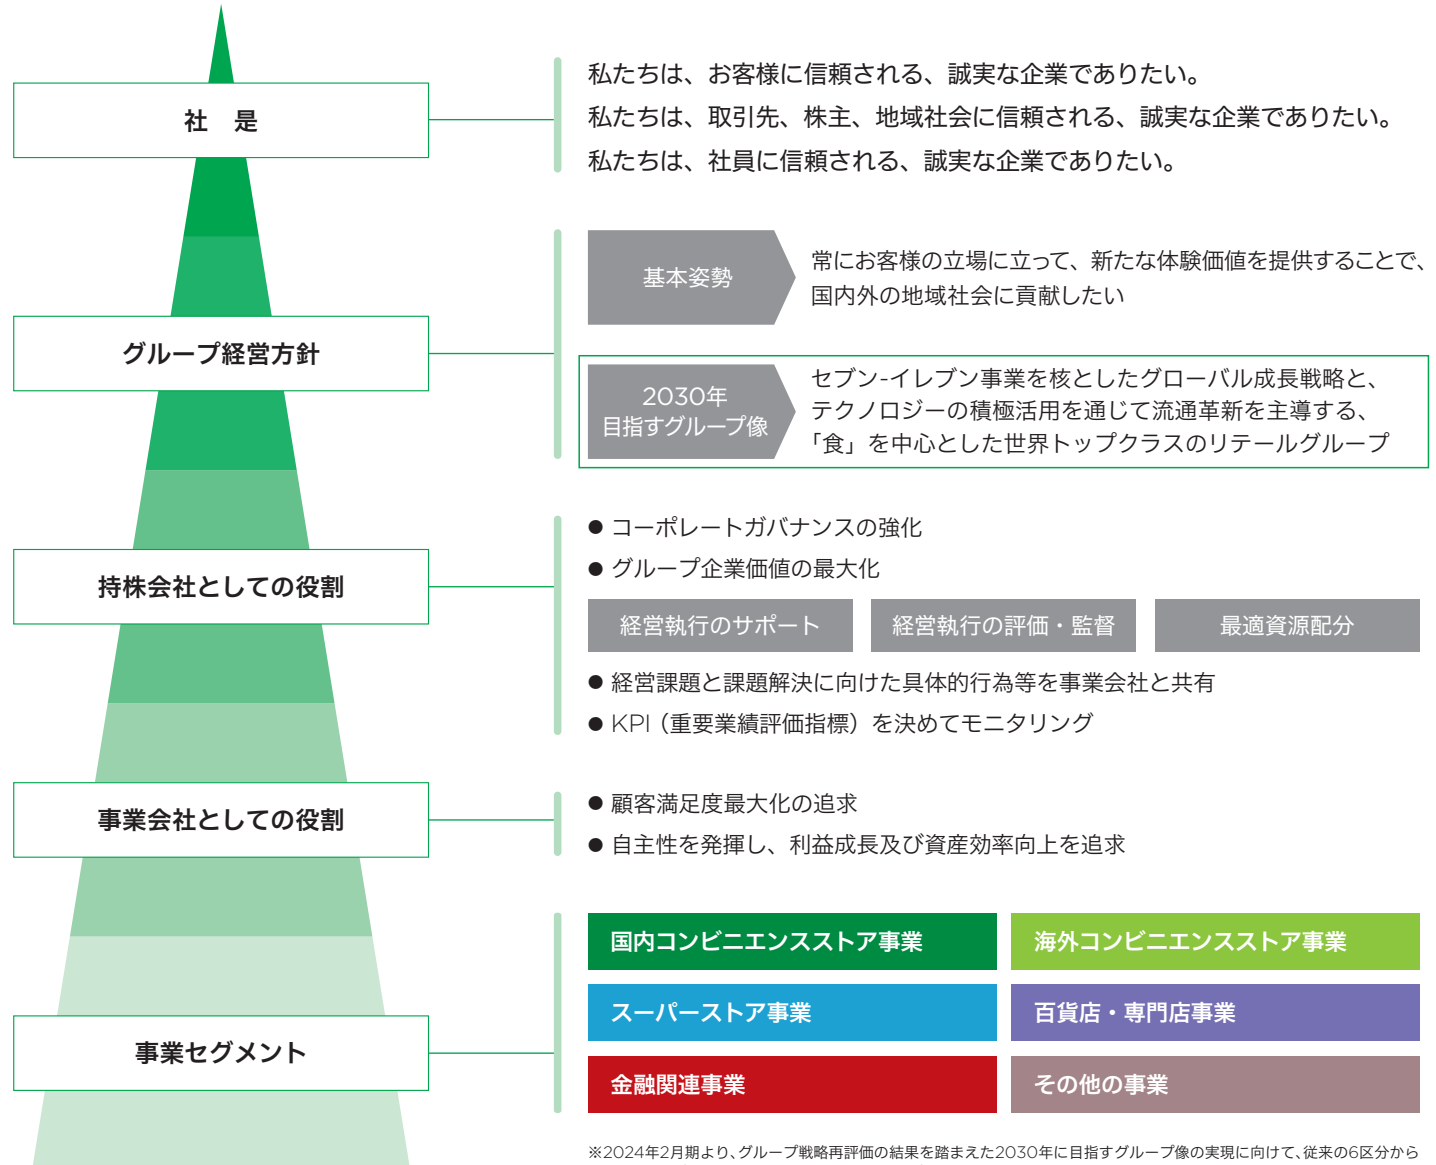 社　是
私たちは、お客様に信頼される、誠実な企業でありたい。
私たちは、取引先、株主、地域社会に信頼される、誠実な企業でありたい。
私たちは、社員に信頼される、誠実な企業でありたい。
グループ経営方針
基本姿勢
常にお客様の立場に立って、新たな体験価値を提供することで、
国内外の地域社会に貢献したい
2030年
目指すグループ像
セブン-イレブン事業を核としたグローバル成長戦略と、
テクノロジーの積極活用を通じて流通革新を主導する、
「食」を中心とした世界トップクラスのリテールグループ
持株会社としての役割
● コーポレートガバナンスの強化
● グループ企業価値の最大化
経営執行のサポート
経営執行の評価・監督
最適資源配分
● 経営課題と課題解決に向けた具体的行為等を事業会社と共有
● KPI（重要業績評価指標）を決めてモニタリング
事業会社としての役割
● 顧客満足度最大化の追求
● 自主性を発揮し、利益成長及び資産効率向上を追求
事業セグメント
国内コンビニエンスストア事業
海外コンビニエンスストア事業
スーパーストア事業
百貨店・専門店事業
金融関連事業
その他の事業
※2024年2月期より、グループ戦略再評価の結果を踏まえた2030年に目指すグループ像の実現に向けて、従来の6区分から